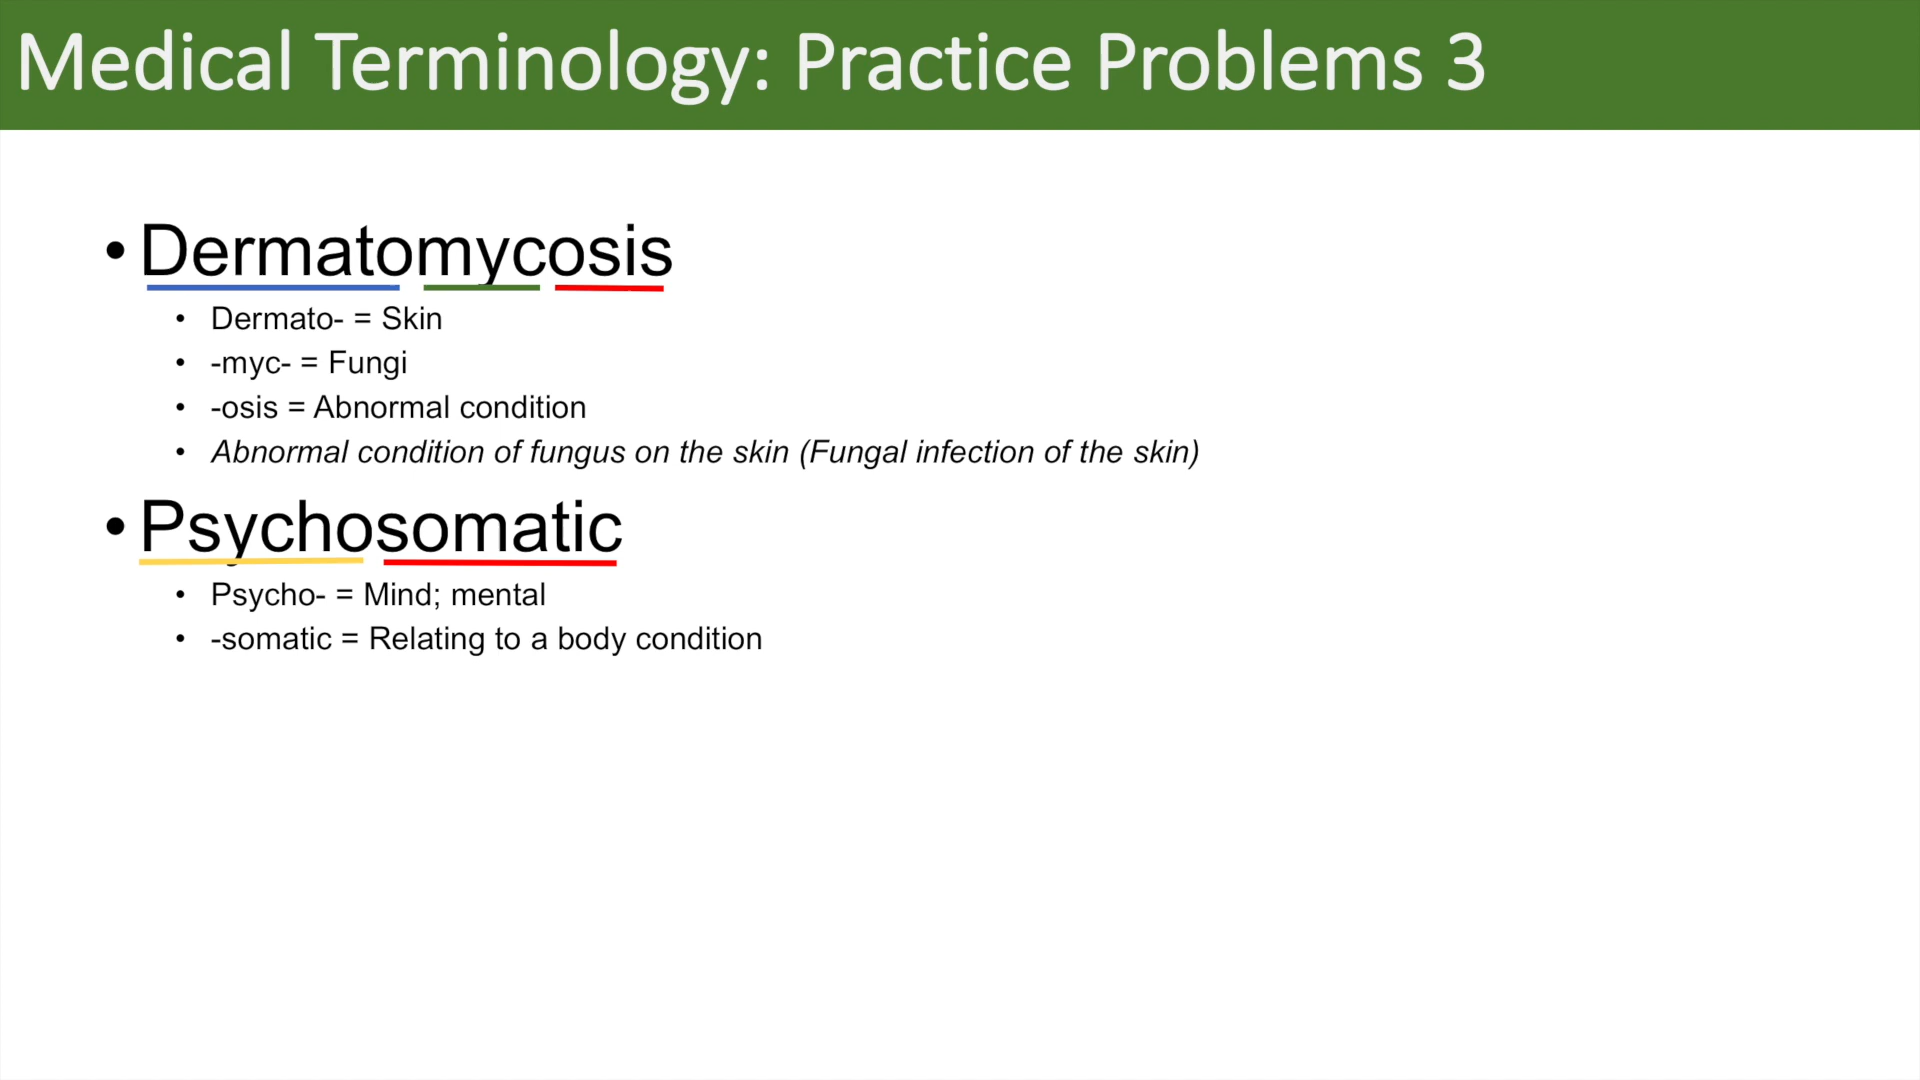 Medical Terminology: Practice Problems 3
• Dermatomycosis
• Dermato- = Skin
• -myc- = Fungi
• -osis = Abnormal condition
• Abnormal condition of fungus on the skin (Fungal infection of the skin)
• Psychosomatic
• Psycho- = Mind; mental
• -somatic = Relating to a body condition